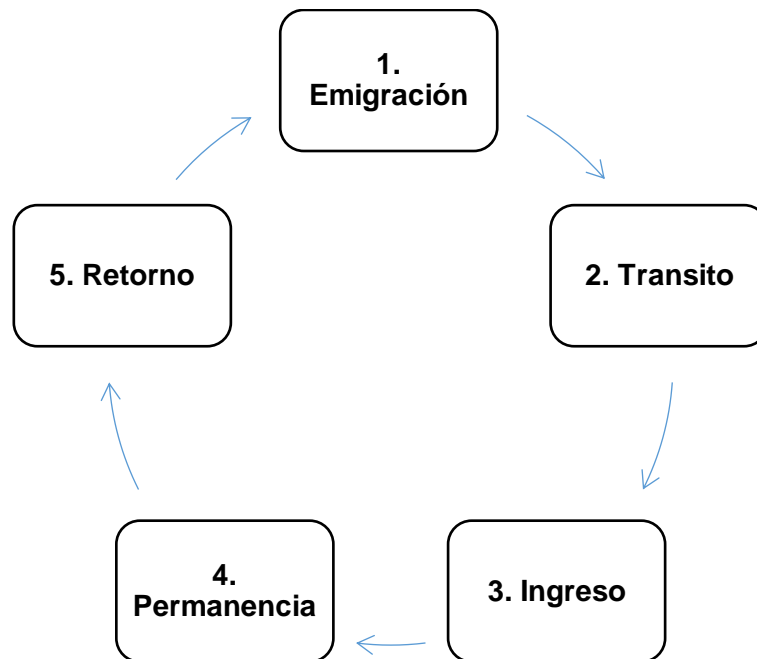 1.
Emigración
2. Transito
3. Ingreso
4.
Permanencia
5. Retorno